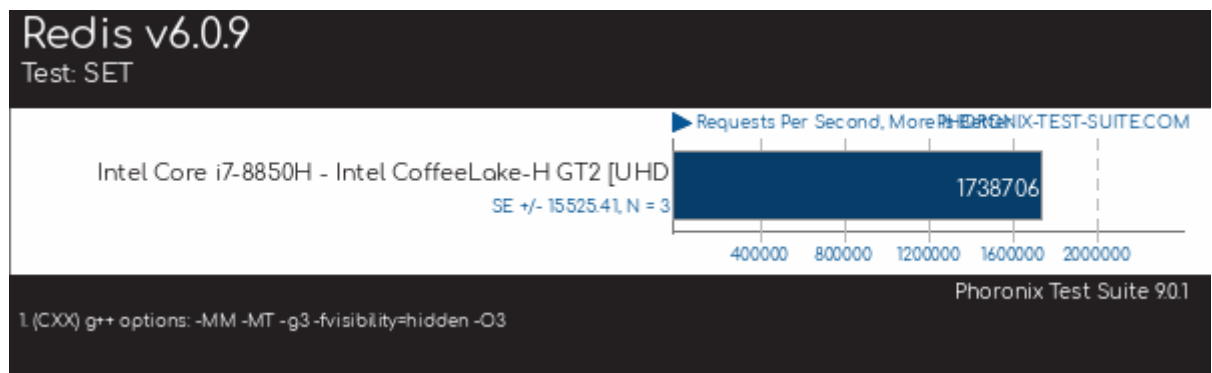 Redis v6.0.9
Test: SET
Requests Per Second, More Is Better
PHORONIX-TEST-SUITE.COM
Intel Core i7-8850H - Intel CoffeeLake-H GT2 [UHD
1738706
SE +/- 15525.41, N = 3
400000 800000 1200000 1600000 2000000
Phoronix Test Suite 9.0.1
1. (CXX) g++ options: -MM -MT -g3 -fvisibility=hidden -O3